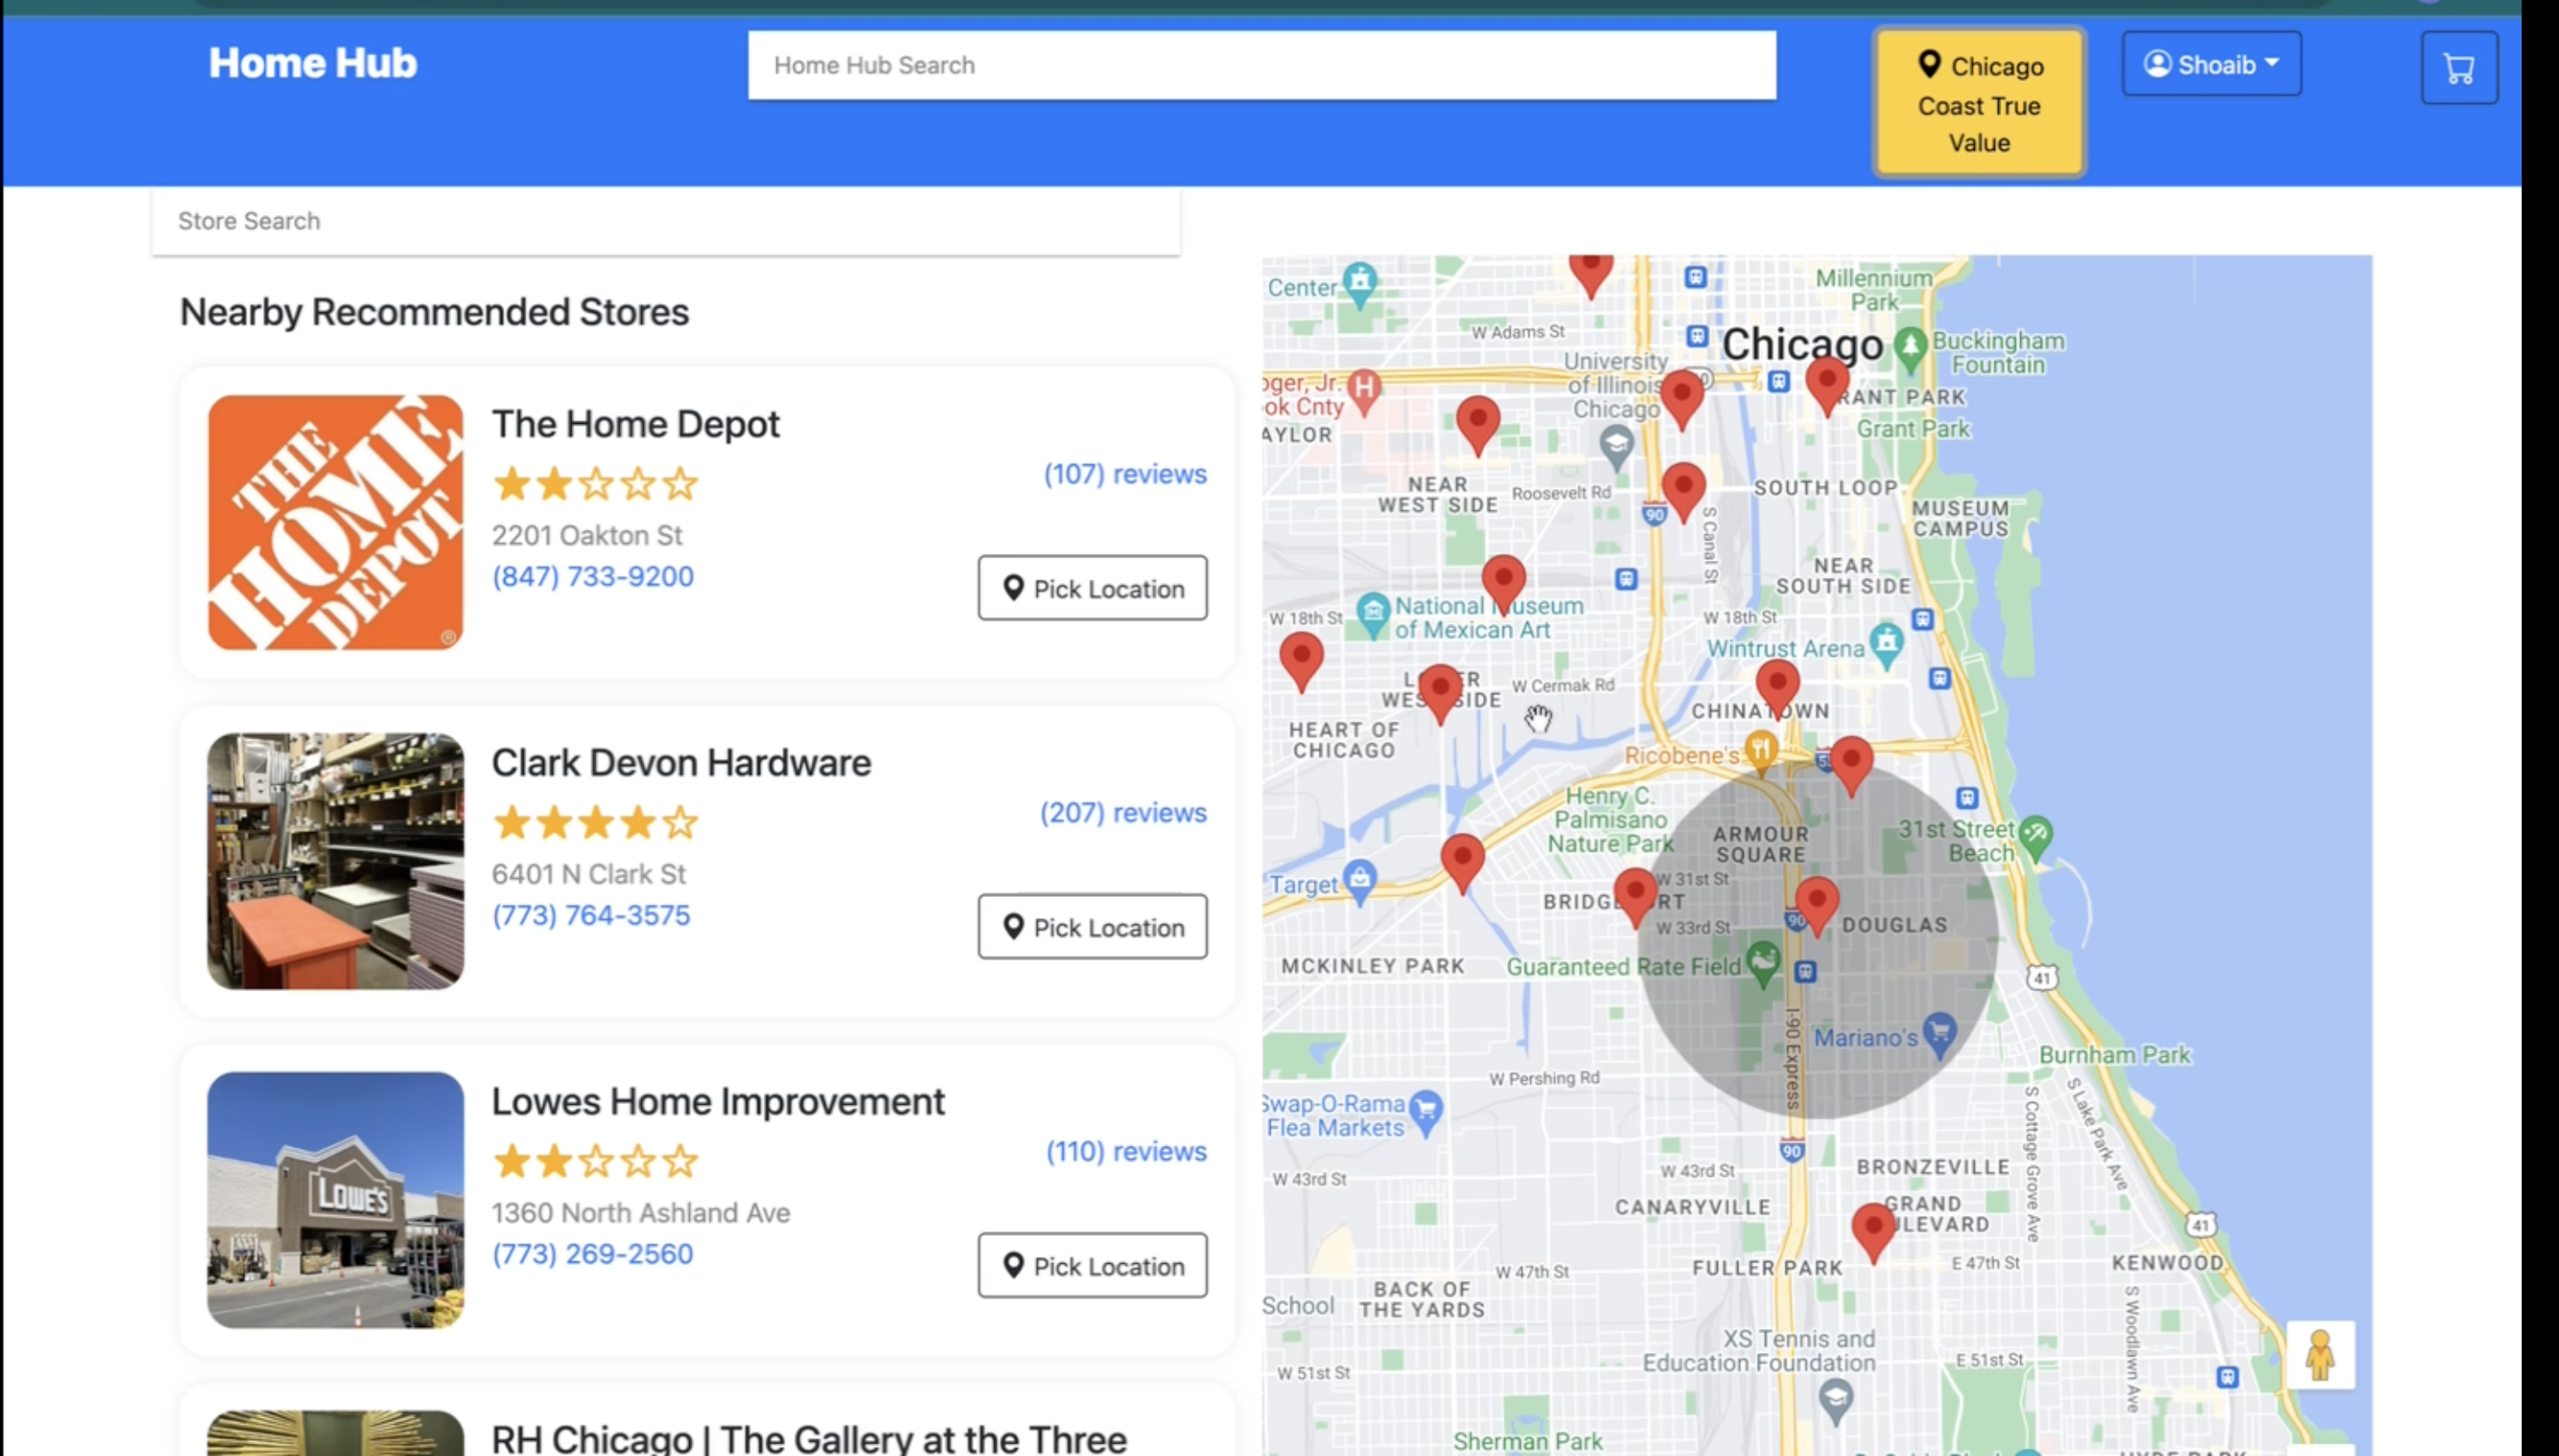 Home Hub
Home Hub Search
Chicago
Coast True
Value
Shoaib
Store Search
Nearby Recommended Stores
THE
HOME
DEPOT
®
The Home Depot
(107) reviews
2201 Oakton St
(847) 733-9200
Pick Location
Clark Devon Hardware
(207) reviews
6401 N Clark St
(773) 764-3575
Pick Location
LOWE'S
Lowes Home Improvement
(110) reviews
1360 North Ashland Ave
(773) 269-2560
Pick Location
RH Chicago | The Gallery at the Three
Center
Millennium
Park
W Adams St
Chicago
Buckingham
Fountain
University
of Illinois
Chicago
oger, Jr.
ok Cnty
H
RANT PARK
Grant Park
AYLOR
NEAR
WEST SIDE
Roosevelt Rd
90
S Canal St
SOUTH LOOP
MUSEUM
CAMPUS
NEAR
SOUTH SIDE
National Museum
of Mexican Art
W 18th St
W 18th St
Wintrust Arena
LOWER
WEST SIDE
W Cermak Rd
CHINATOWN
HEART OF
CHICAGO
Ricobene's
Henry C.
Palmisano
Nature Park
ARMOUR
SQUARE
31st Street
Beach
Target
W 31st St
BRIDGEPORT
W 33rd St
90
DOUGLAS
MCKINLEY PARK
Guaranteed Rate Field
41
I-90 Express
Mariano's
Burnham Park
W Pershing Rd
Swap-O-Rama
Flea Markets
S Cottage Grove Ave
S Lake Park Ave
90
W 43rd St
W 43rd St
BRONZEVILLE
CANARYVILLE
GRAND
ULEVARD
41
FULLER PARK
E 47th St
KENWOOD
W 47th St
BACK OF
THE YARDS
School
S Woodlawn Ave
XS Tennis and
Education Foundation
E 51st St
W 51st St
Sherman Park
HYDE PARK